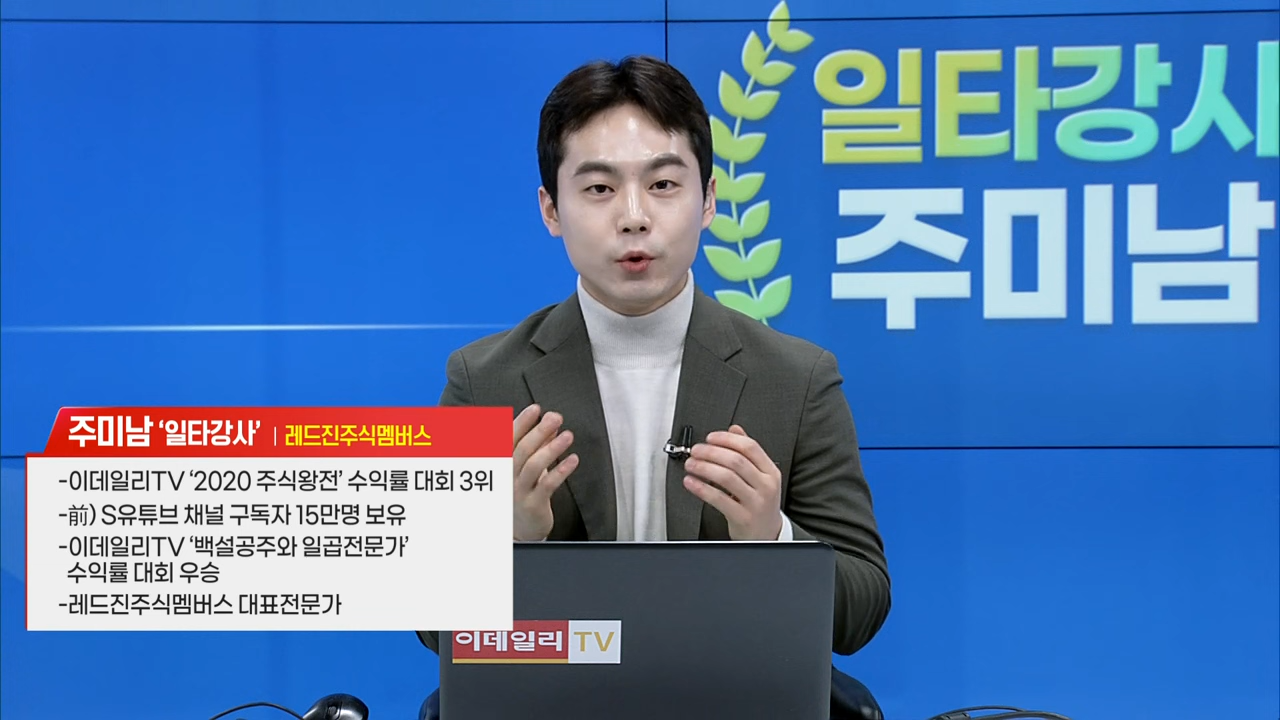 일타강사
주미남
주미남 ‘일타강사’ | 레드진주식멤버스
-이데일리TV ‘2020 주식왕전’ 수익률 대회 3위
-前) S유튜브 채널 구독자 15만명 보유
-이데일리TV ‘백설공주와 일곱전문가’
수익률 대회 우승
-레드진주식멤버스 대표전문가
이데일리 TV